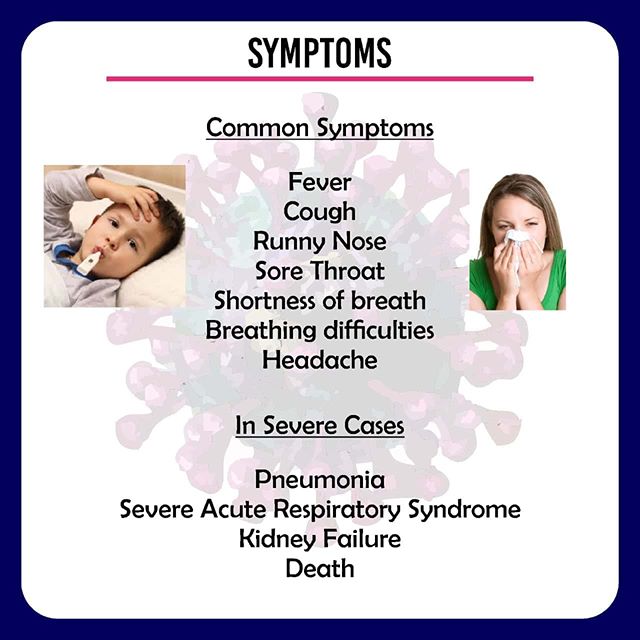 SYMPTOMS
Common Symptoms
Fever
Cough
Runny Nose
Sore Throat
Shortness of breath
Breathing difficulties
Headache
In Severe Cases
Pneumonia
Severe Acute Respiratory Syndrome
Kidney Failure
Death